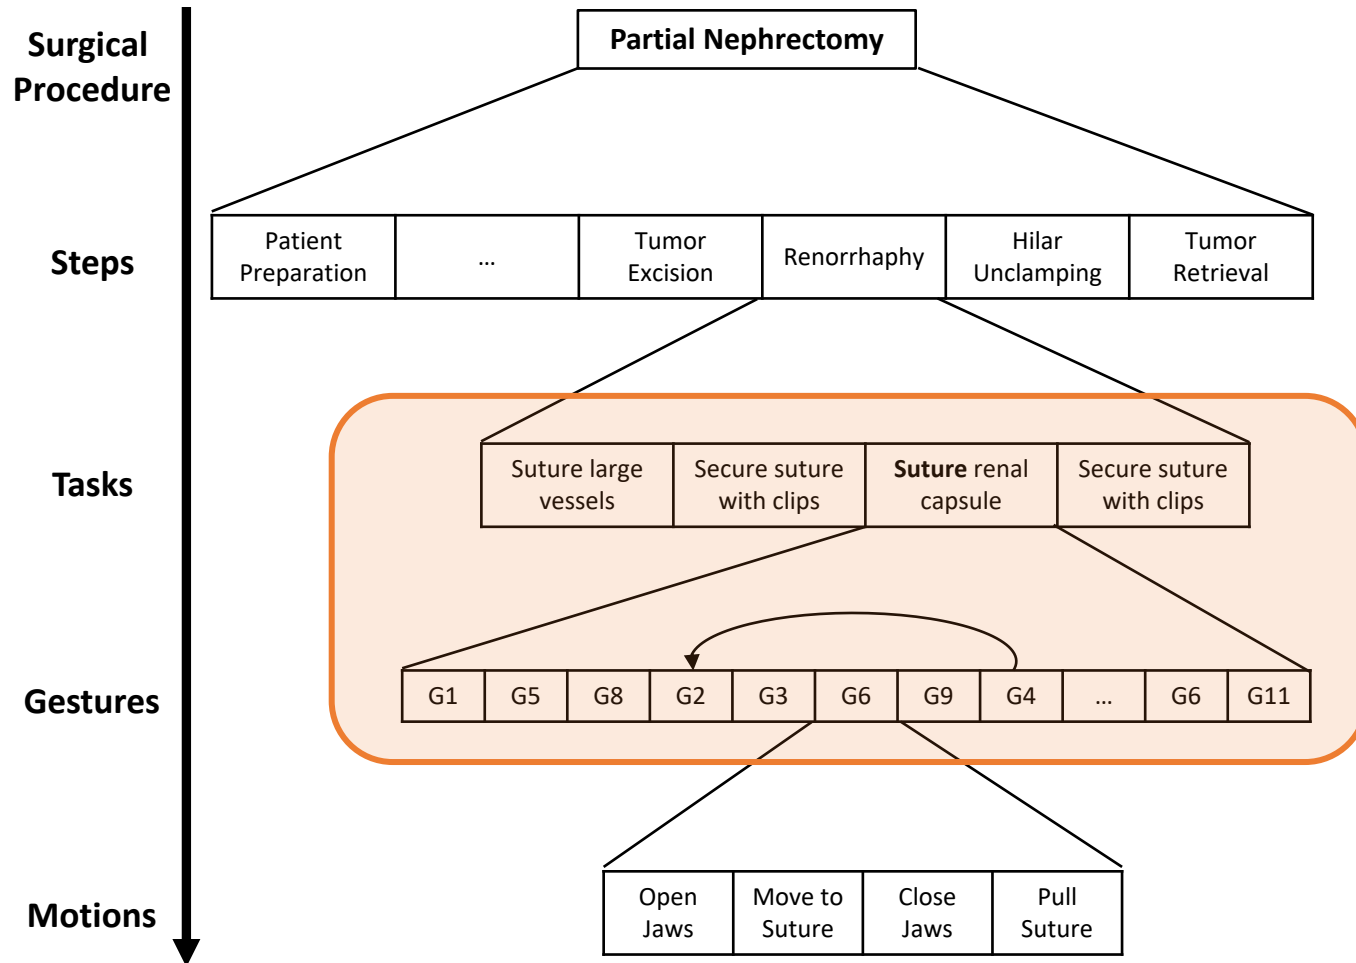 Surgical
Procedure
Partial Nephrectomy
Steps
Patient
Preparation
...
Tumor
Excision
Renorrhaphy
Hilar
Unclamping
Tumor
Retrieval
Tasks
Suture large
vessels
Secure suture
with clips
Suture renal
capsule
Secure suture
with clips
Gestures
G1 G5 G8 G2 G3 G6 G9 G4 ... G6 G11
Motions
Open
Jaws
Move to
Suture
Close
Jaws
Pull
Suture